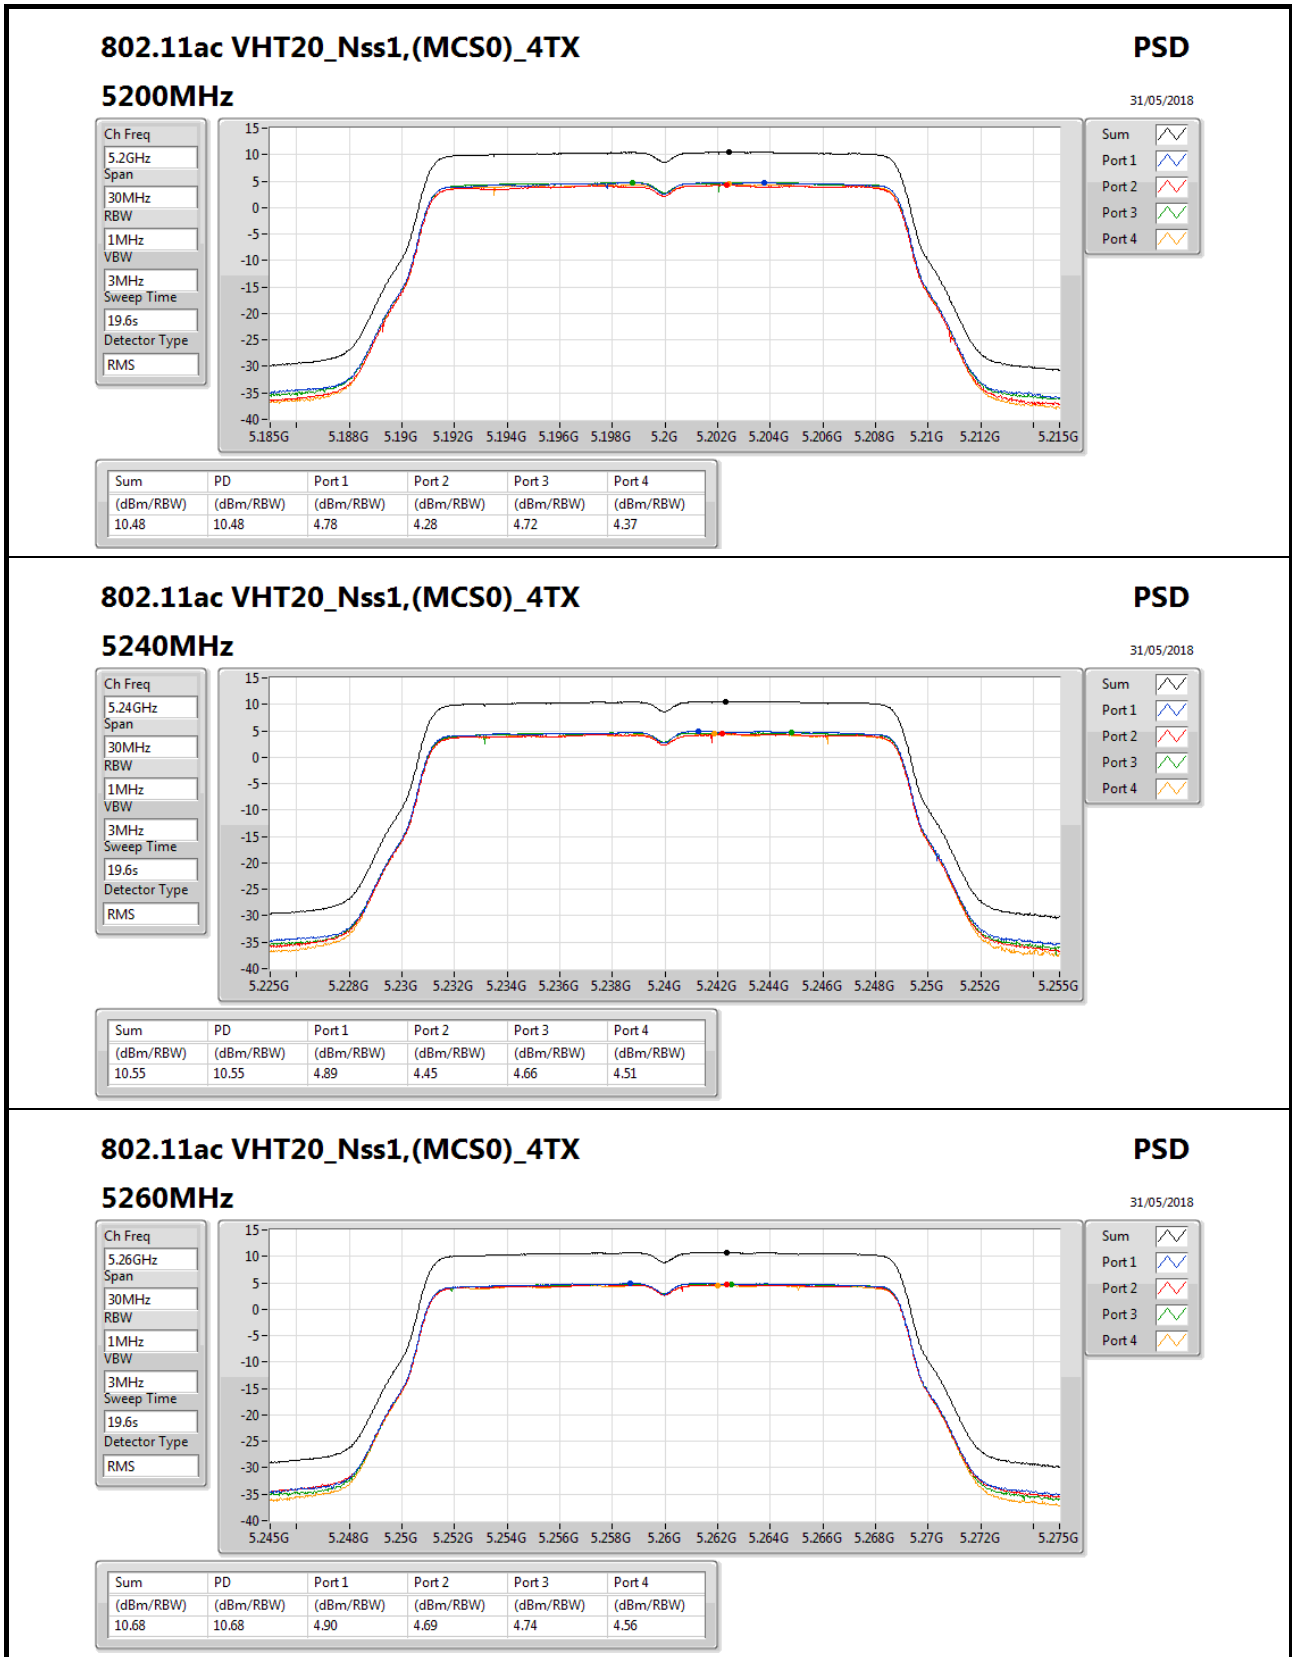 802.11ac VHT20_Nss1,(MCS0)_4TX PSD
5200MHz 31/05/2018
Ch Freq
5.2GHz
Span
30MHz
RBW
1MHz
VBW
3MHz
Sweep Time
19.6s
Detector Type
RMS
15
10
5
0
-5
-10
-15
-20
-25
-30
-35
-40
5.185G 5.188G 5.19G 5.192G 5.194G 5.196G 5.198G 5.2G 5.202G 5.204G 5.206G 5.208G 5.21G 5.212G 5.215G
Sum
Port 1
Port 2
Port 3
Port 4
Sum PD Port 1 Port 2 Port 3 Port 4
(dBm/RBW) (dBm/RBW) (dBm/RBW) (dBm/RBW) (dBm/RBW) (dBm/RBW)
10.48 10.48 4.78 4.28 4.72 4.37
802.11ac VHT20_Nss1,(MCS0)_4TX PSD
5240MHz 31/05/2018
Ch Freq
5.24GHz
Span
30MHz
RBW
1MHz
VBW
3MHz
Sweep Time
19.6s
Detector Type
RMS
15
10
5
0
-5
-10
-15
-20
-25
-30
-35
-40
5.225G 5.228G 5.23G 5.232G 5.234G 5.236G 5.238G 5.24G 5.242G 5.244G 5.246G 5.248G 5.25G 5.252G 5.255G
Sum
Port 1
Port 2
Port 3
Port 4
Sum PD Port 1 Port 2 Port 3 Port 4
(dBm/RBW) (dBm/RBW) (dBm/RBW) (dBm/RBW) (dBm/RBW) (dBm/RBW)
10.55 10.55 4.89 4.45 4.66 4.51
802.11ac VHT20_Nss1,(MCS0)_4TX PSD
5260MHz 31/05/2018
Ch Freq
5.26GHz
Span
30MHz
RBW
1MHz
VBW
3MHz
Sweep Time
19.6s
Detector Type
RMS
15
10
5
0
-5
-10
-15
-20
-25
-30
-35
-40
5.245G 5.248G 5.25G 5.252G 5.254G 5.256G 5.258G 5.26G 5.262G 5.264G 5.266G 5.268G 5.27G 5.272G 5.275G
Sum
Port 1
Port 2
Port 3
Port 4
Sum PD Port 1 Port 2 Port 3 Port 4
(dBm/RBW) (dBm/RBW) (dBm/RBW) (dBm/RBW) (dBm/RBW) (dBm/RBW)
10.68 10.68 4.90 4.69 4.74 4.56